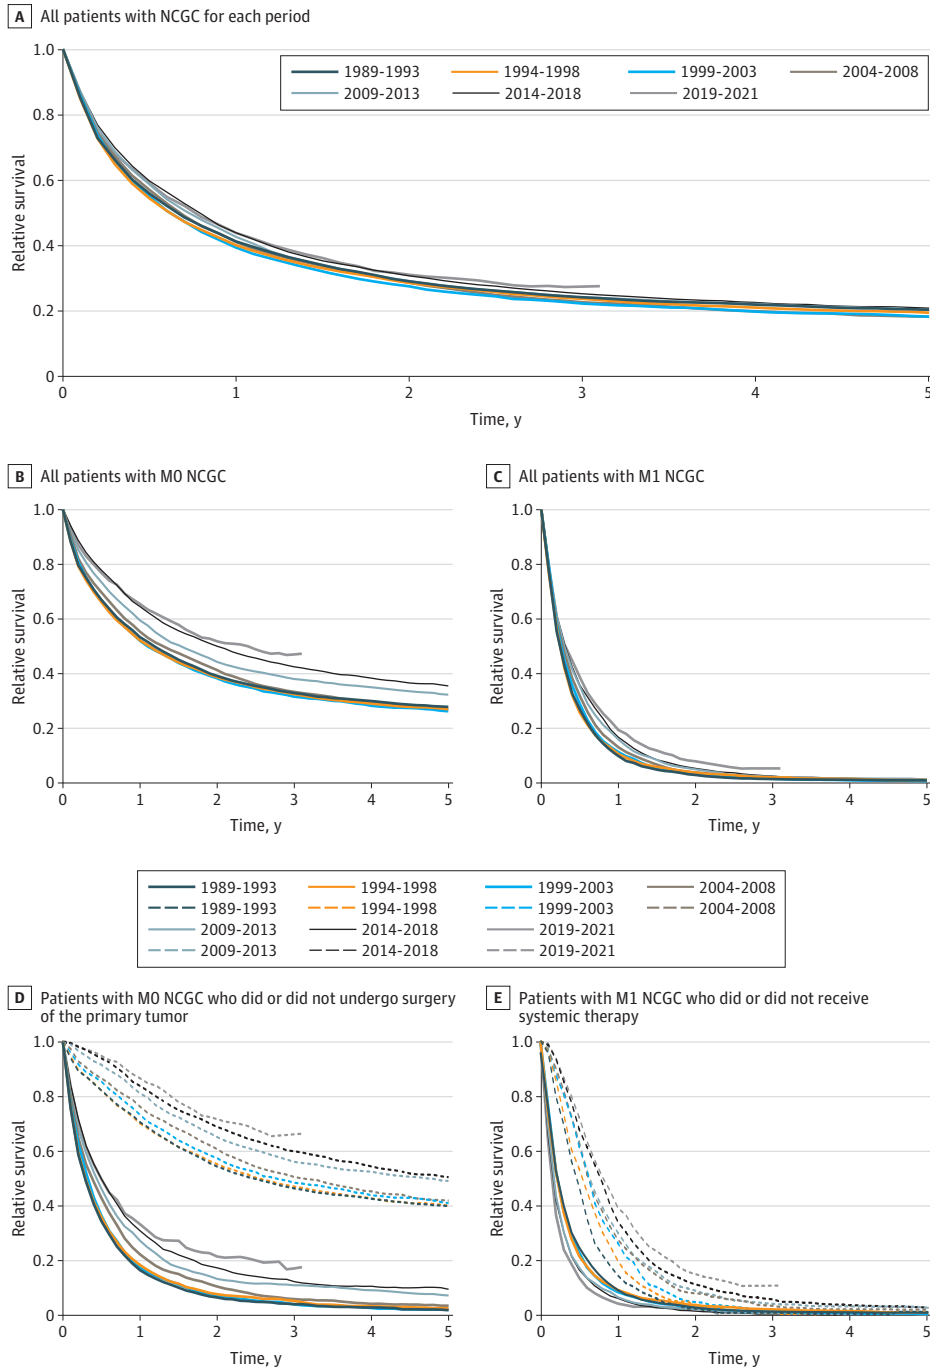 A All patients with NCGC for each period
1989-1993 1994-1998 1999-2003 2004-2008
2009-2013 2014-2018 2019-2021
Relative survival
1.0
0.8
0.6
0.4
0.2
0
0 1 2 3 4 5
Time, y
B All patients with M0 NCGC
Relative survival
1.0
0.8
0.6
0.4
0.2
0
0 1 2 3 4 5
Time, y
C All patients with M1 NCGC
Relative survival
1.0
0.8
0.6
0.4
0.2
0
0 1 2 3 4 5
Time, y
1989-1993 1994-1998 1999-2003 2004-2008
1989-1993 1994-1998 1999-2003 2004-2008
2009-2013 2014-2018 2019-2021
2009-2013 2014-2018 2019-2021
D Patients with M0 NCGC who did or did not undergo surgery
of the primary tumor
Relative survival
1.0
0.8
0.6
0.4
0.2
0
0 1 2 3 4 5
Time, y
E Patients with M1 NCGC who did or did not receive
systemic therapy
Relative survival
1.0
0.8
0.6
0.4
0.2
0
0 1 2 3 4 5
Time, y